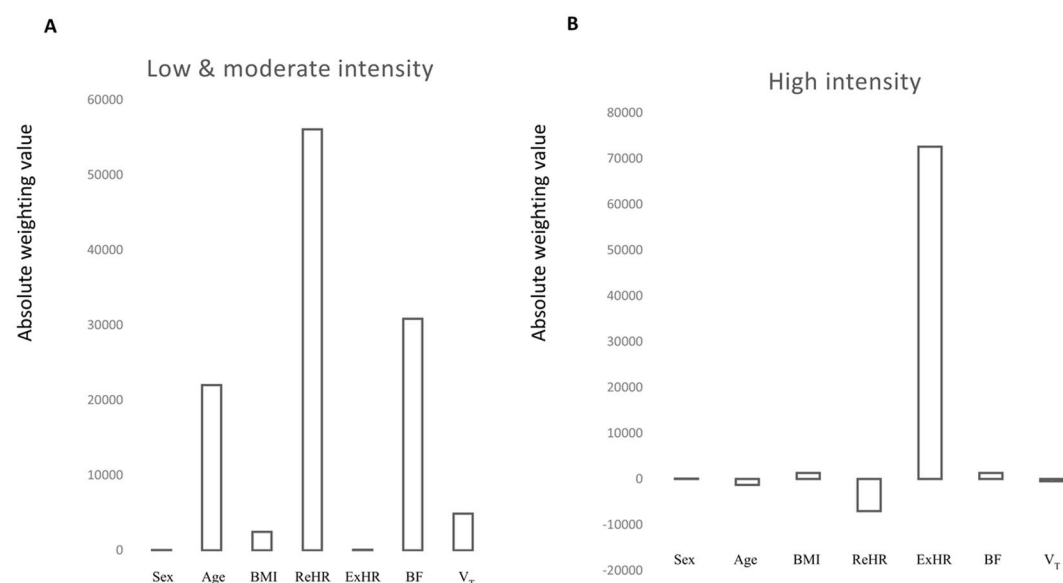 A
Low & moderate intensity
Absolute weighting value
60000
50000
40000
30000
20000
10000
0
Sex Age BMI ReHR ExHR BF VT
B
High intensity
Absolute weighting value
80000
70000
60000
50000
40000
30000
20000
10000
0
-10000
-20000
Sex Age BMI ReHR ExHR BF VT